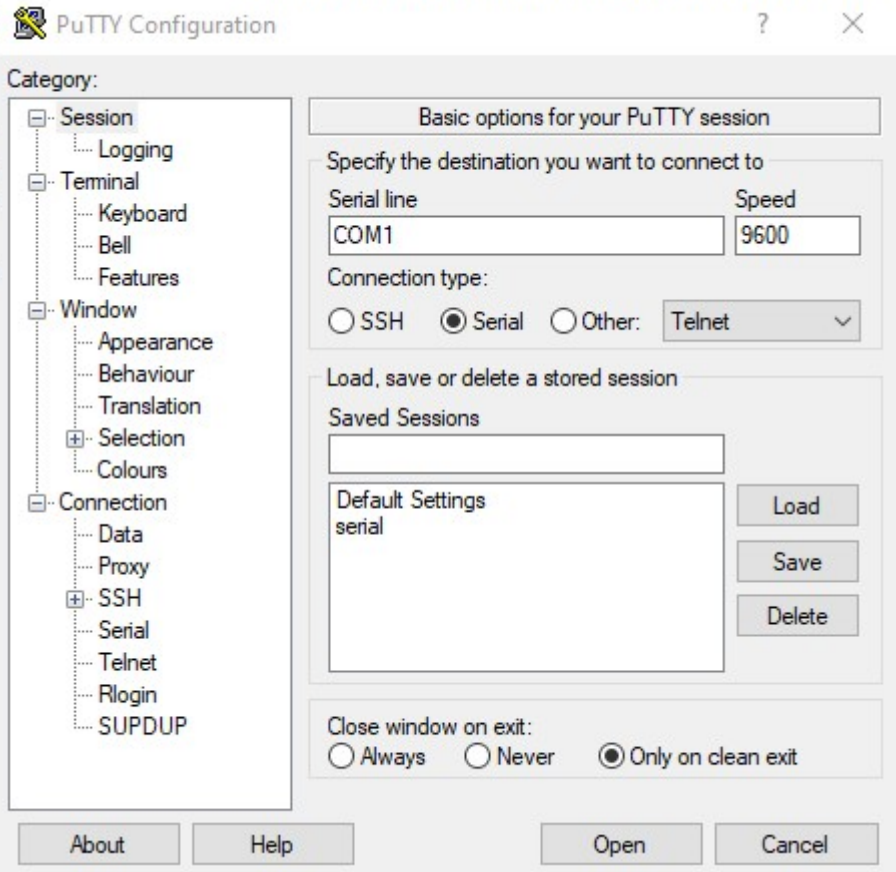 PuTTY Configuration
?
Category:
Session
Logging
Terminal
Keyboard
Bell
Features
Window
Appearance
Behaviour
Translation
Selection
Colours
Connection
Data
Proxy
SSH
Serial
Telnet
Rlogin
SUPDUP
Basic options for your PuTTY session
Specify the destination you want to connect to
Serial line Speed
COM1 9600
Connection type:
SSH Serial Other: Telnet
Load, save or delete a stored session
Saved Sessions
Default Settings
serial
Load
Save
Delete
Close window on exit:
Always Never Only on clean exit
About Help Open Cancel